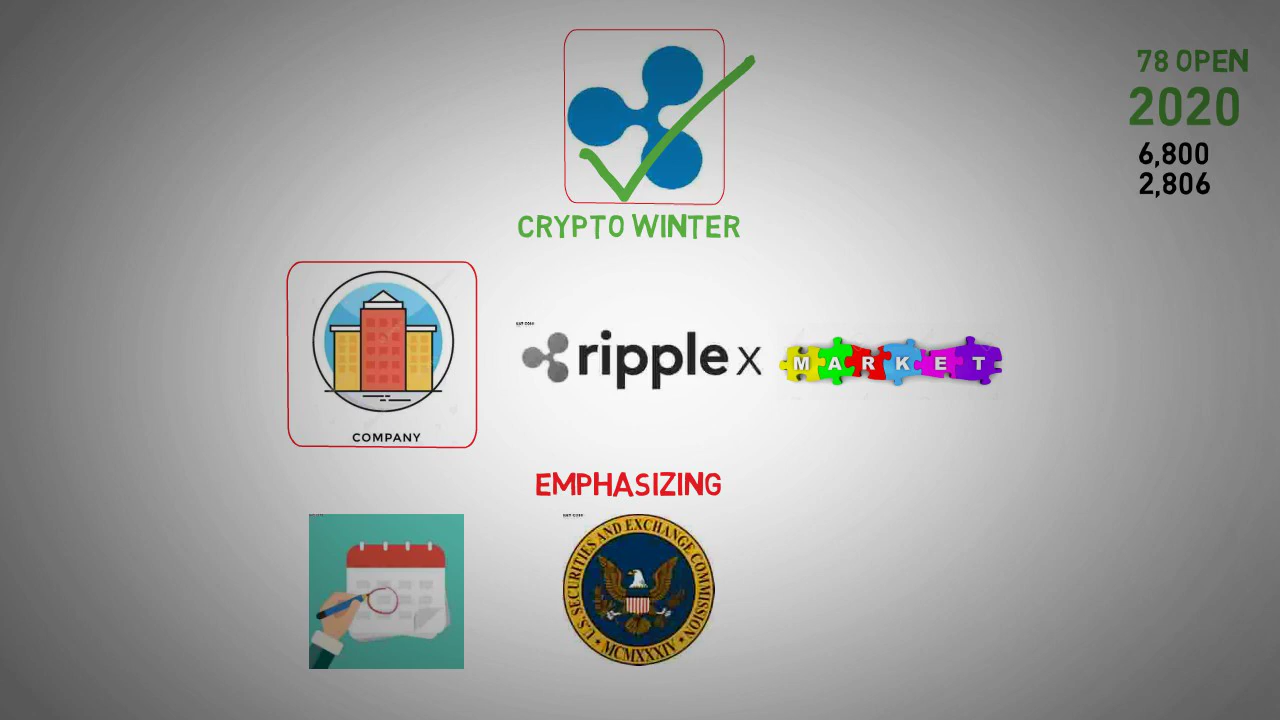 78 OPEN
2020
6,800
2,806
CRYPTO WINTER
ripple x
MARKET
COMPANY
EMPHASIZING
U.S. SECURITIES AND EXCHANGE COMMISSION
MCMXXXIV